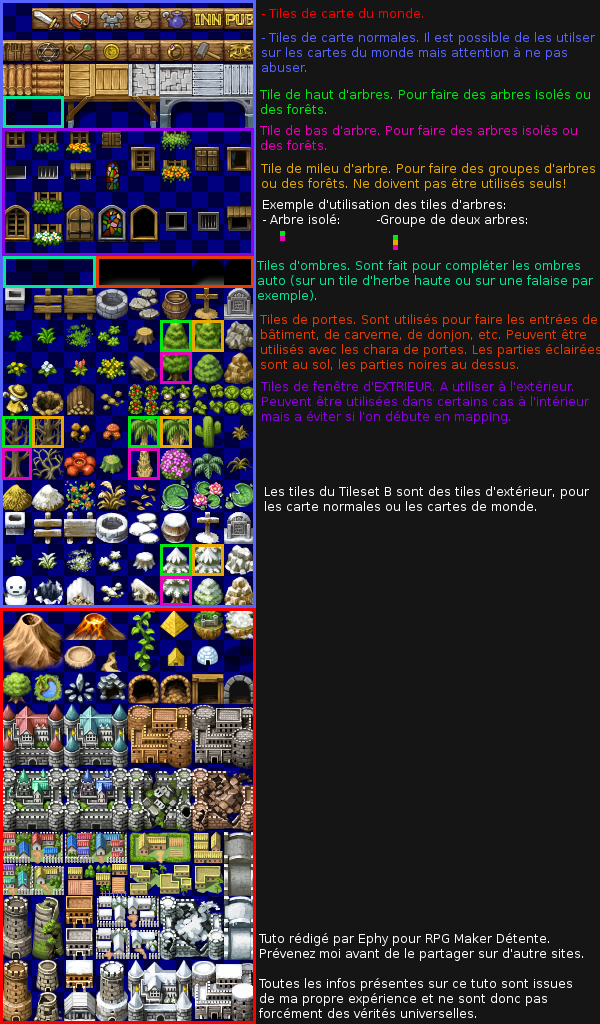 INN PUB
- Tiles de carte du monde.
- Tiles de carte normales. Il est possible de les utilser
sur les cartes du monde mais attention à ne pas
abuser.
Tile de haut d'arbres. Pour faire des arbres isolés ou
des forêts.
Tile de bas d'arbre. Pour faire des arbres isolés ou
des forêts.
Tile de mileu d'arbre. Pour faire des groupes d'arbres
ou des forêts. Ne doivent pas être utilisés seuls!
Exemple d'utilisation des tiles d'arbres:
- Arbre isolé: -Groupe de deux arbres:
Tiles d'ombres. Sont fait pour compléter les ombres
auto (sur un tile d'herbe haute ou sur une falaise par
exemple).
Tiles de portes. Sont utilisés pour faire les entrées de
bâtiment, de carverne, de donjon, etc. Peuvent être
utilisés avec les chara de portes. Les parties éclairées
sont au sol, les parties noires au dessus.
Tiles de fenêtre d'EXTRIEUR. A utiliser à l'extérieur.
Peuvent être utilisées dans certains cas à l'intérieur
mais a éviter si l'on débute en mapping.
Les tiles du Tileset B sont des tiles d'extérieur, pour
les carte normales ou les cartes de monde.
Tuto rédigé par Ephy pour RPG Maker Détente.
Prévenez moi avant de le partager sur d'autre sites.
Toutes les infos présentes sur ce tuto sont issues
de ma propre expérience et ne sont donc pas
forcément des vérités universelles.